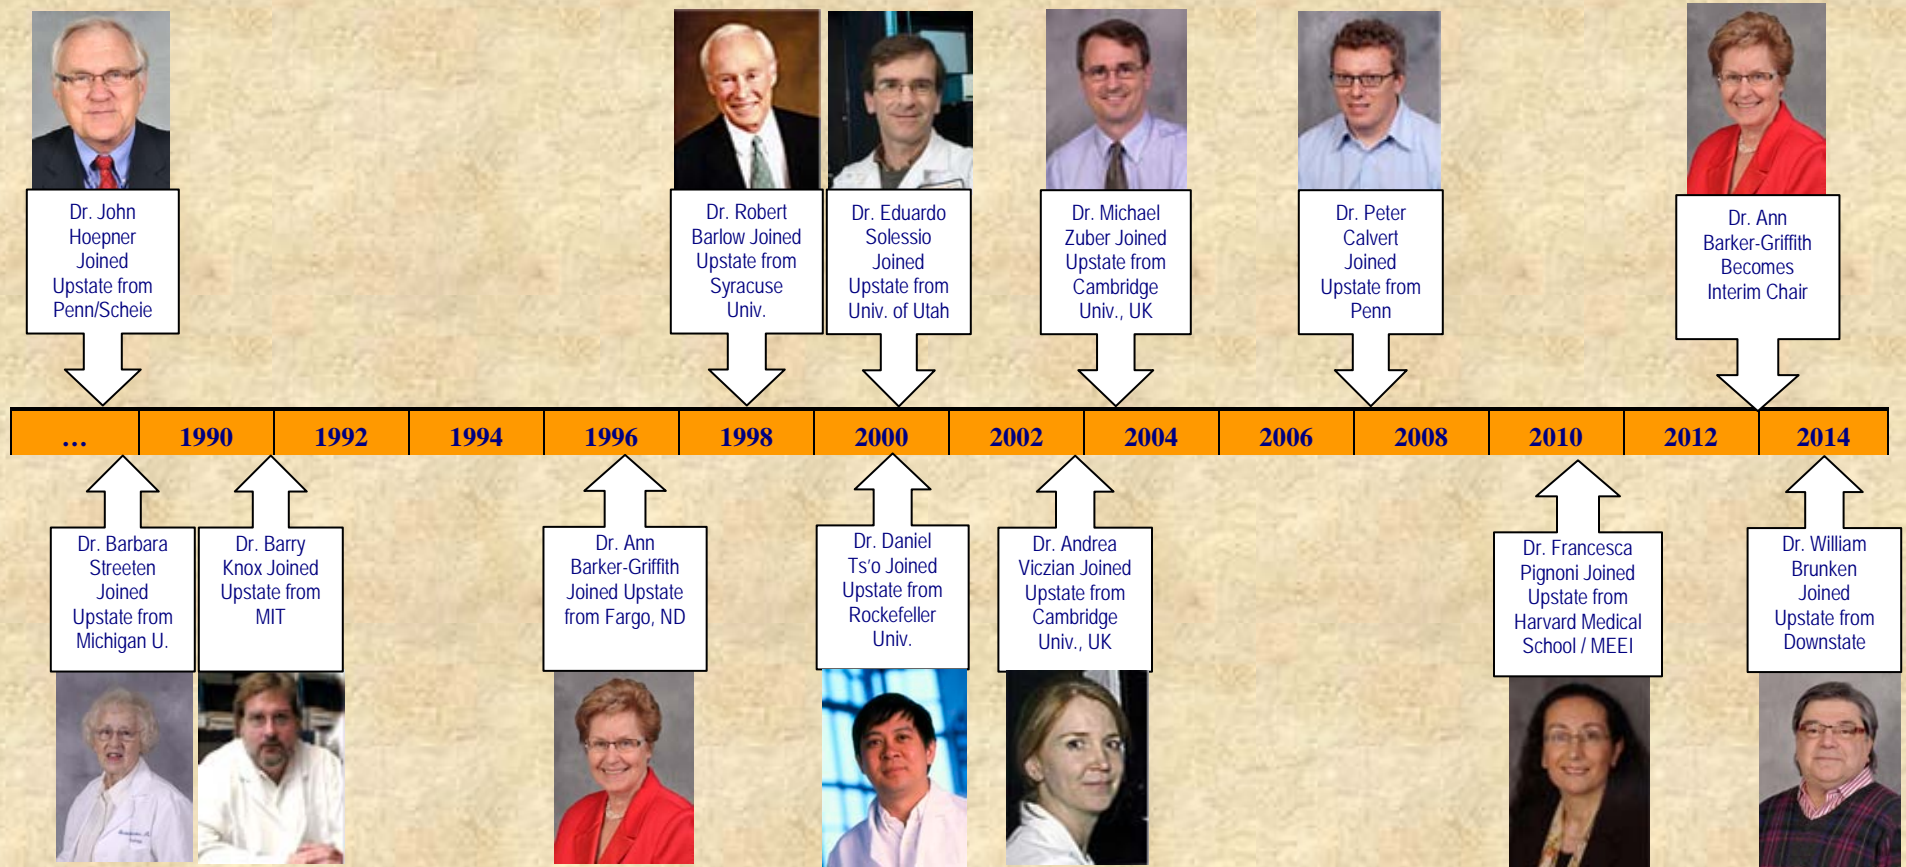 Dr. John
Hoepner
Joined
Upstate from
Penn/Scheie
Dr. Robert
Barlow Joined
Upstate from
Syracuse
Univ.
Dr. Eduardo
Solessio
Joined
Upstate from
Univ. of Utah
Dr. Michael
Zuber Joined
Upstate from
Cambridge
Univ., UK
Dr. Peter
Calvert
Joined
Upstate from
Penn
Dr. Ann
Barker-Griffith
Becomes
Interim Chair
… 1990 1992 1994 1996 1998 2000 2002 2004 2006 2008 2010 2012 2014
Dr. Barbara
Streeten
Joined
Upstate from
Michigan U.
Dr. Barry
Knox Joined
Upstate from
MIT
Dr. Ann
Barker-Griffith
Joined Upstate
from Fargo, ND
Dr. Daniel
Ts’o Joined
Upstate from
Rockefeller
Univ.
Dr. Andrea
Viczian Joined
Upstate from
Cambridge
Univ., UK
Dr. Francesca
Pignoni Joined
Upstate from
Harvard Medical
School / MEEI
Dr. William
Brunken
Joined
Upstate from
Downstate